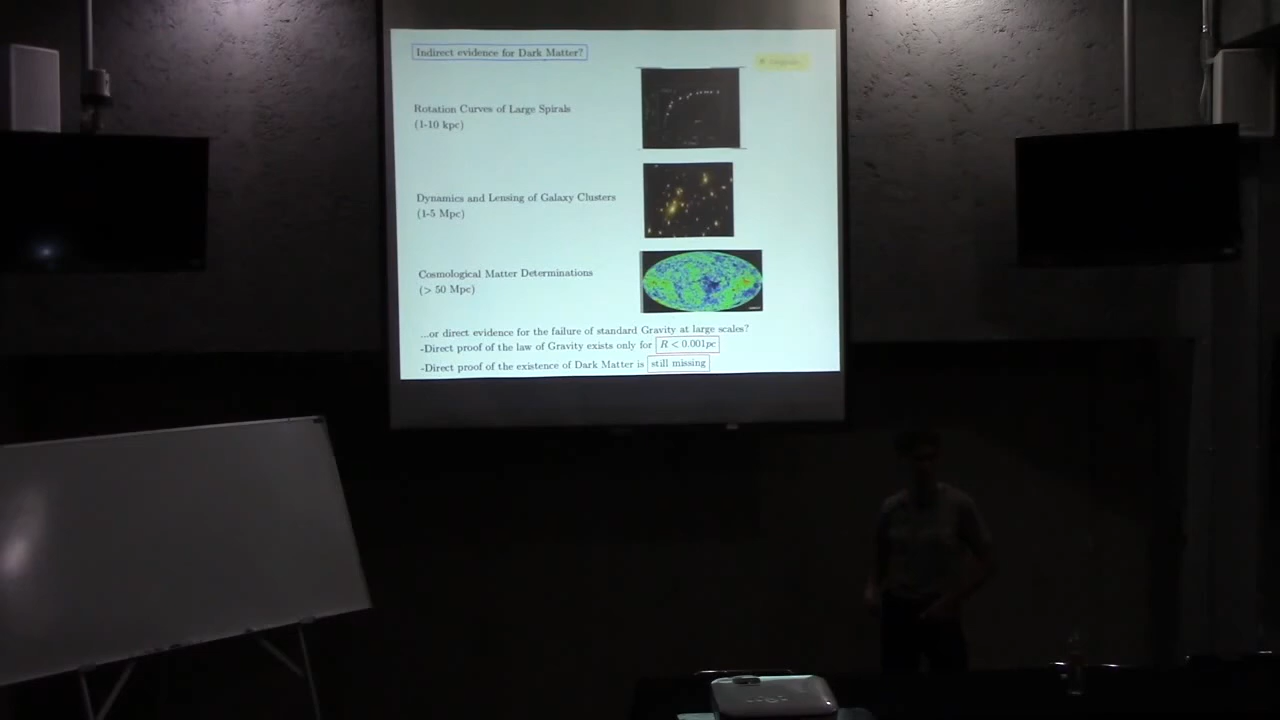 Indirect evidence for Dark Matter?
Rotation Curves of Large Spirals
(1-10 kpc)
Dynamics and Lensing of Galaxy Clusters
(1-5 Mpc)
Cosmological Matter Determinations
(> 50 Mpc)
...or direct evidence for the failure of standard Gravity at large scales?
-Direct proof of the law of Gravity exists only for R < 0.001pc
-Direct proof of the existence of Dark Matter is still missing